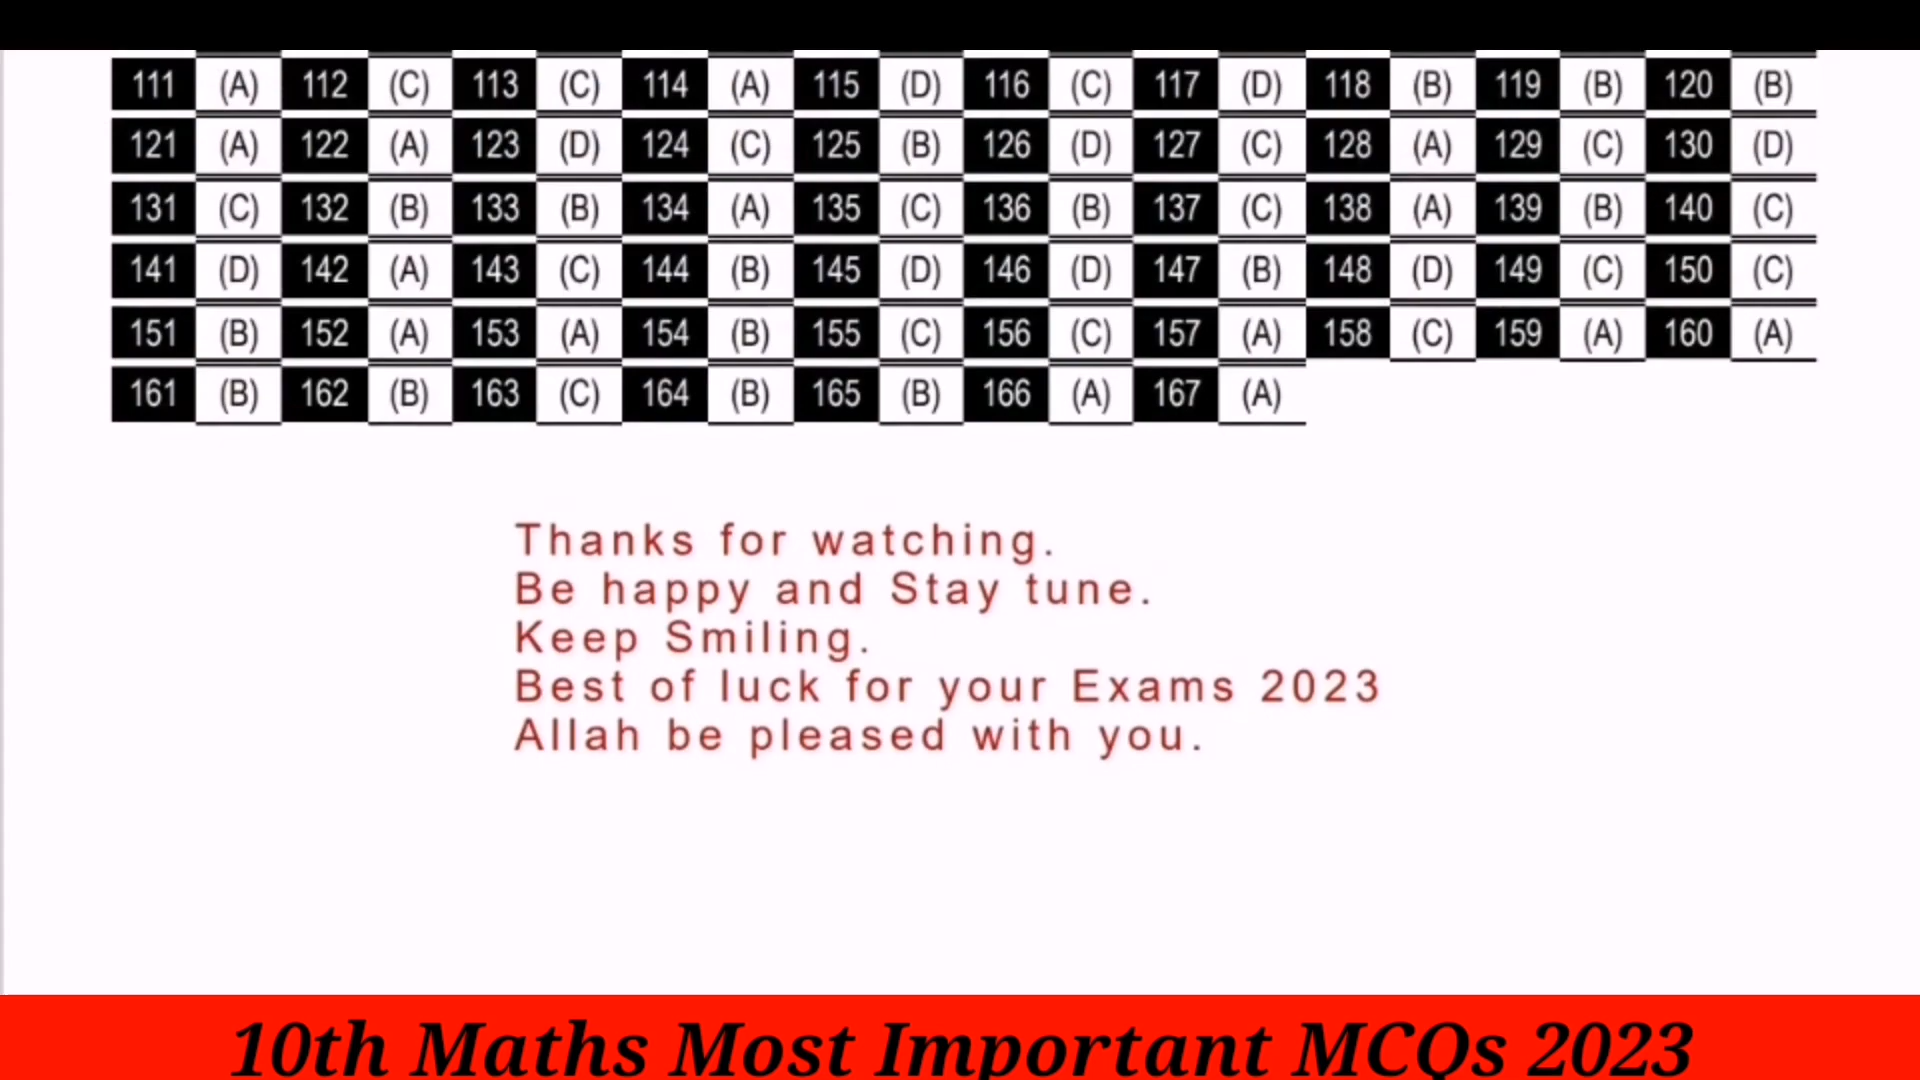 111 (A) 112 (C) 113 (C) 114 (A) 115 (D) 116 (C) 117 (D) 118 (B) 119 (B) 120 (B)
121 (A) 122 (A) 123 (D) 124 (C) 125 (B) 126 (D) 127 (C) 128 (A) 129 (C) 130 (D)
131 (C) 132 (B) 133 (B) 134 (A) 135 (C) 136 (B) 137 (C) 138 (A) 139 (B) 140 (C)
141 (D) 142 (A) 143 (C) 144 (B) 145 (D) 146 (D) 147 (B) 148 (D) 149 (C) 150 (C)
151 (B) 152 (A) 153 (A) 154 (B) 155 (C) 156 (C) 157 (A) 158 (C) 159 (A) 160 (A)
161 (B) 162 (B) 163 (C) 164 (B) 165 (B) 166 (A) 167 (A)
Thanks for watching.
Be happy and Stay tune.
Keep Smiling.
Best of luck for your Exams 2023
Allah be pleased with you.
10th Maths Most Important MCQs 2023